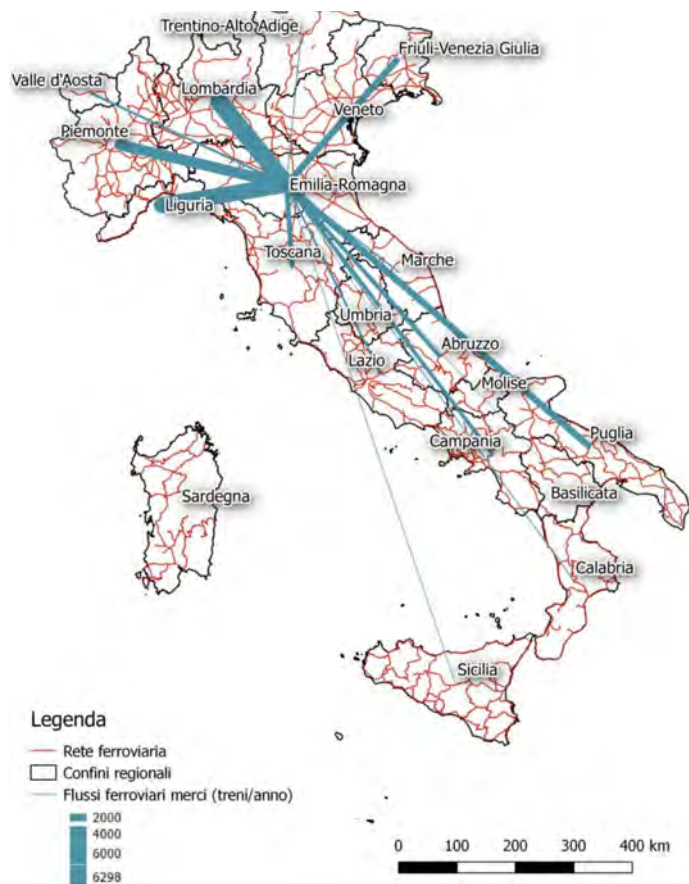 Trentino-Alto Adige
Friuli-Venezia Giulia
Valle d'Aosta
Lombardia
Veneto
Piemonte
Emilia-Romagna
Liguria
Toscana
Marche
Umbria
Abruzzo
Lazio
Molise
Campania
Puglia
Basilicata
Sardegna
Calabria
Sicilia
Legenda
Rete ferroviaria
Confini regionali
Flussi ferroviari merci (treni/anno)
2000
4000
6000
6298
0 100 200 300 400 km